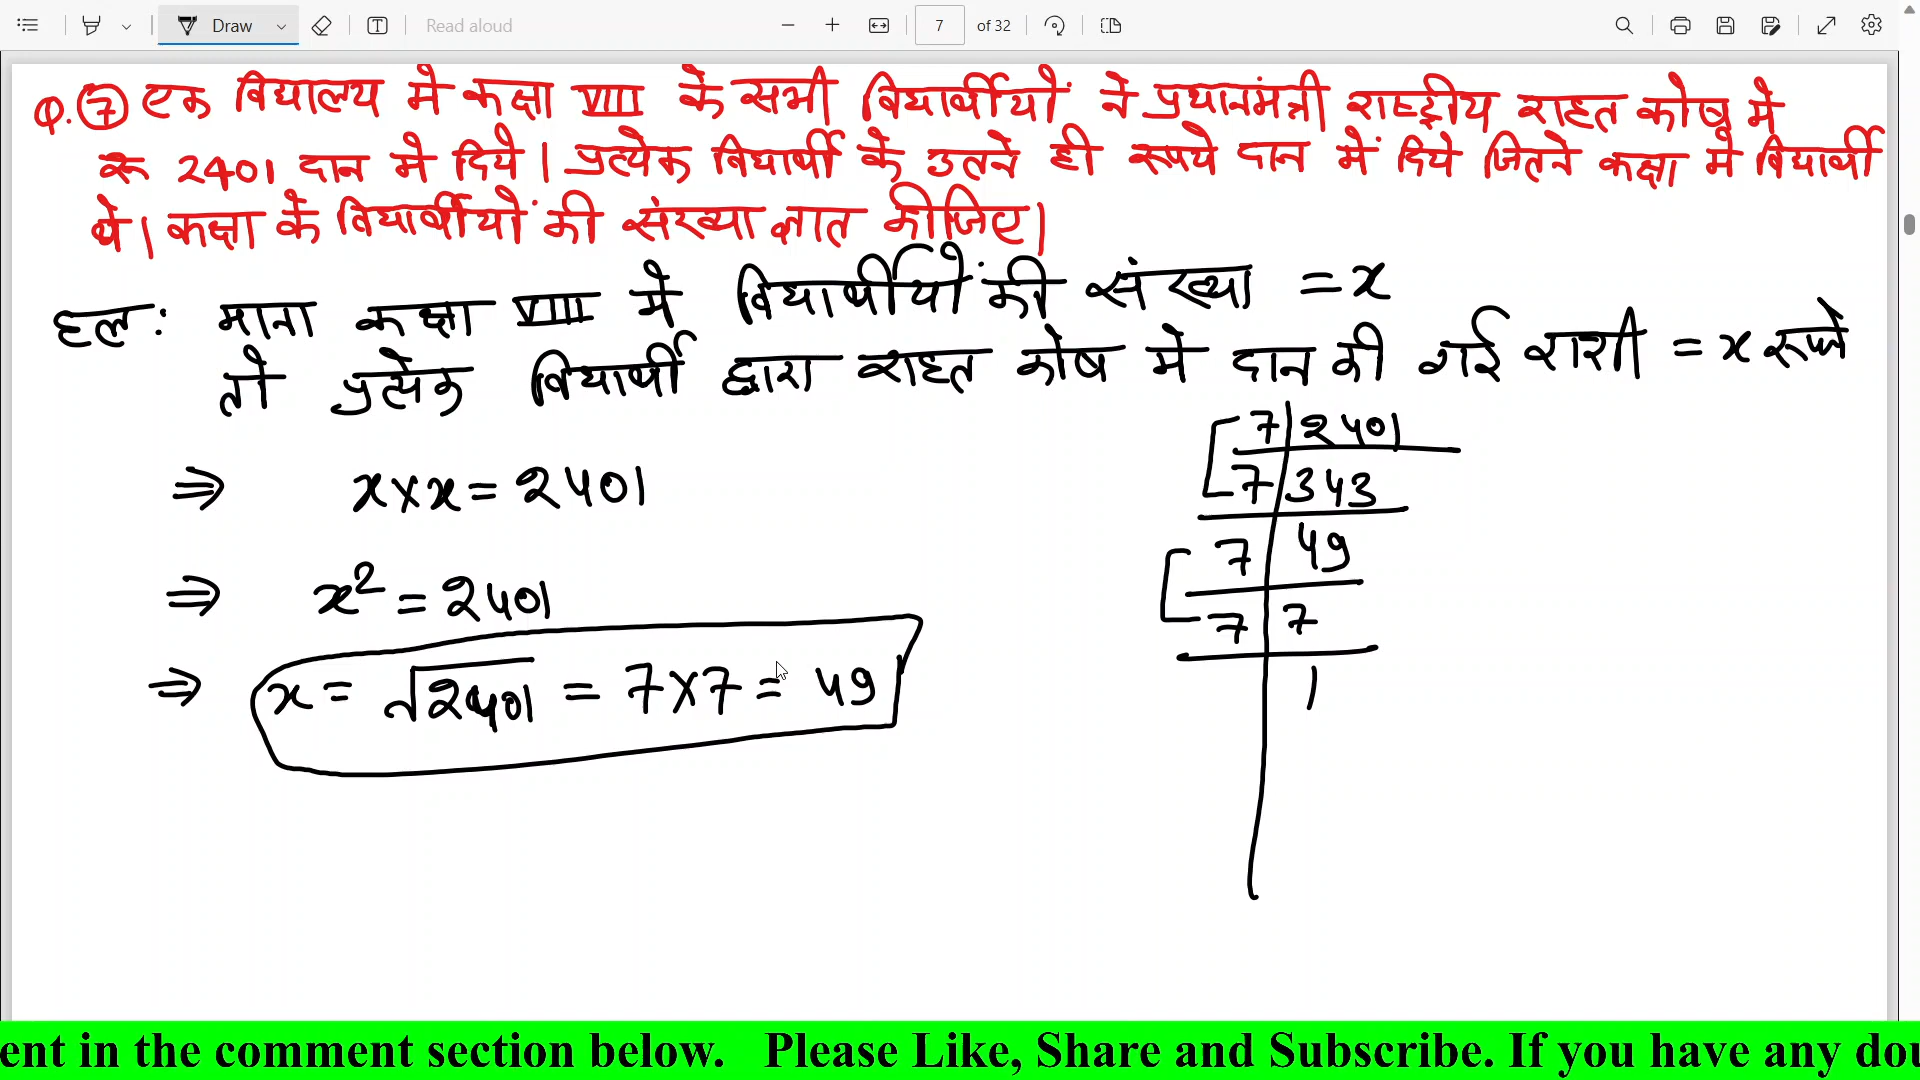 Draw
Read aloud
7 of 32
Q.7 एक विद्यालय में कक्षा VIII के सभी विद्यार्थीयों ने प्रधानमंत्री राष्ट्रीय राहत कोष में
रू 2401 दान में दिये। प्रत्येक विद्यार्थी के उतने ही रूपये दान में दिये जितने कक्षा में विद्यार्थी
थे। कक्षा के विद्यार्थीयों की संख्या ज्ञात कीजिए।
हल: माना कक्षा VIII में विद्यार्थीयों की संख्या = x
तो प्रत्येक विद्यार्थी द्वारा राहत कोष में दान की गई राशी = x रूपये
⇒ x×x = 2401
⇒ x² = 2401
⇒ x = √2401 = 7×7 = 49
7 2401
7 343
7 49
7 7
1
ent in the comment section below. Please Like, Share and Subscribe. If you have any dou